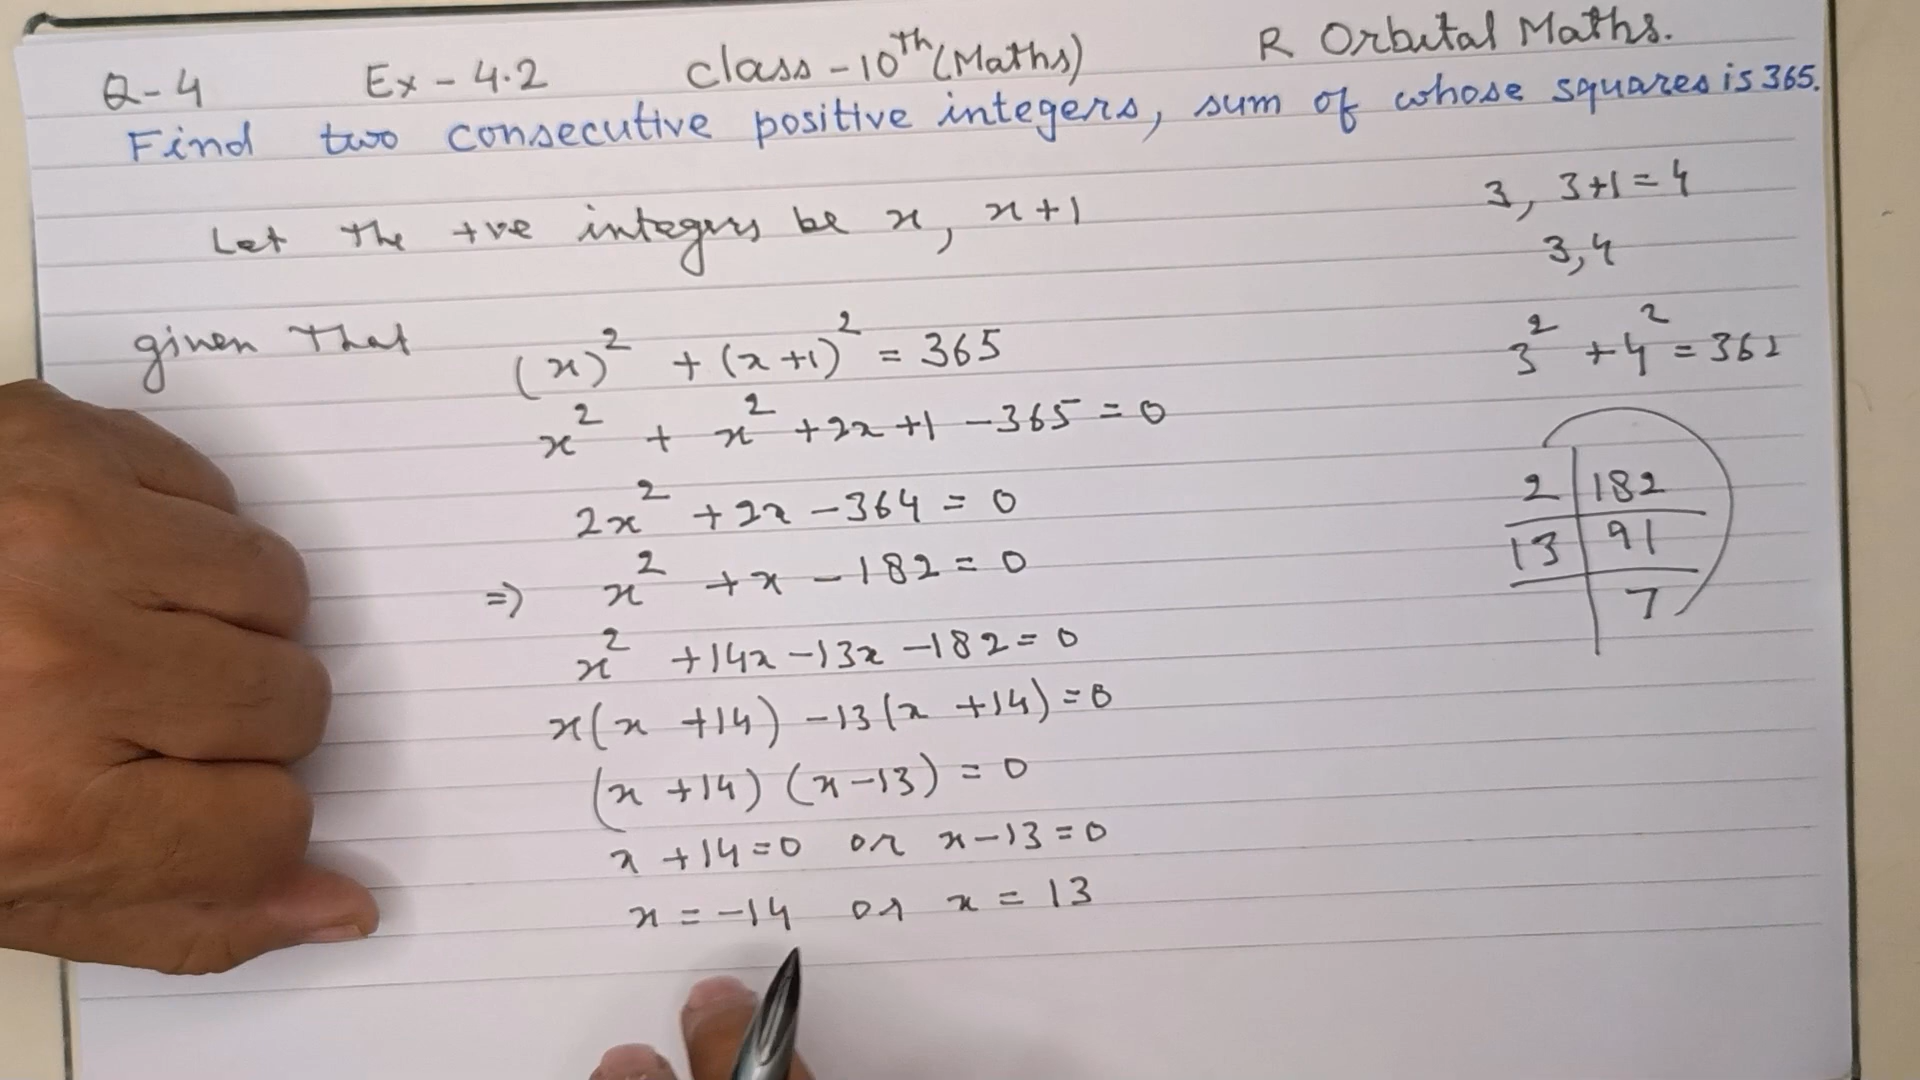 Q-4 Ex-4.2 class-10th (Maths) R Orbital Maths.
Find two consecutive positive integers, sum of whose squares is 365.
Let the +ve integers be x, x+1
3, 3+1=4
3,4
given that (x)² + (x+1)² = 365
3² + 4² = 36
x² + x² +2x+1 -365=0
2x² +2x -364 = 0
=) x² +x -182 = 0
x² +14x-13x-182=0
x(x +14) -13(x +14)=0
(x +14) (x-13) = 0
x +14=0 or x-13=0
x = -14 or x = 13
2 182
13 91
7